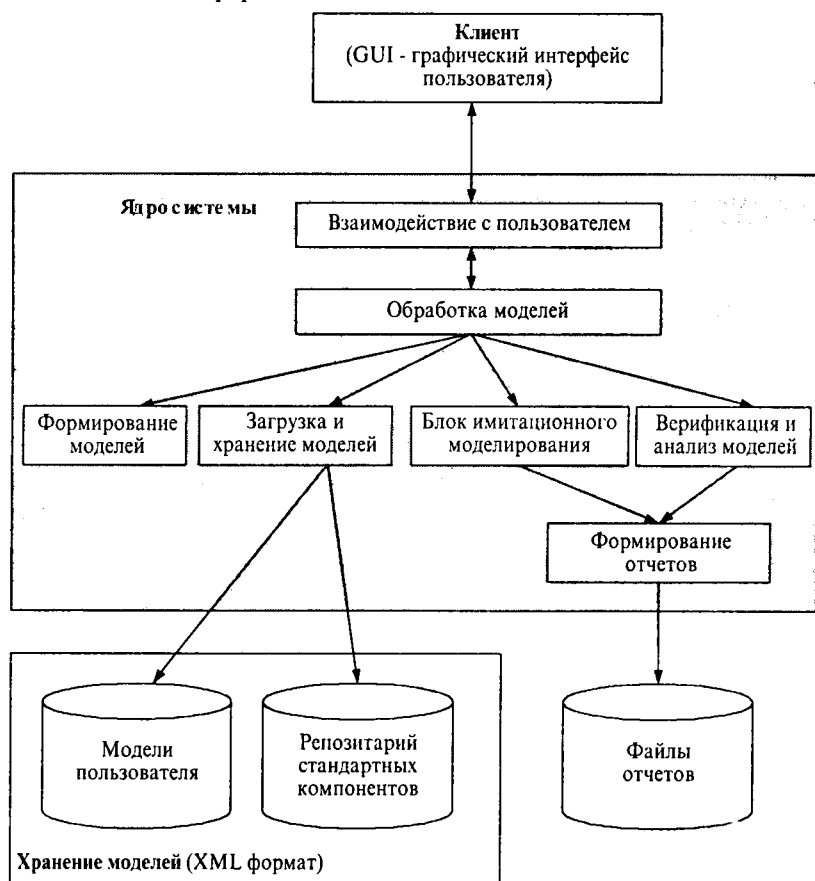 Клиент
(GUI - графический интерфейс
пользователя)
Ядро системы
Взаимодействие с пользователем
Обработка моделей
Формирование
моделей
Загрузка и
хранение моделей
Блок имитационного
моделирования
Верификация и
анализ моделей
Формирование
отчетов
Модели
пользователя
Репозитарий
стандартных
компонентов
Файлы
отчетов
Хранение моделей (XML формат)